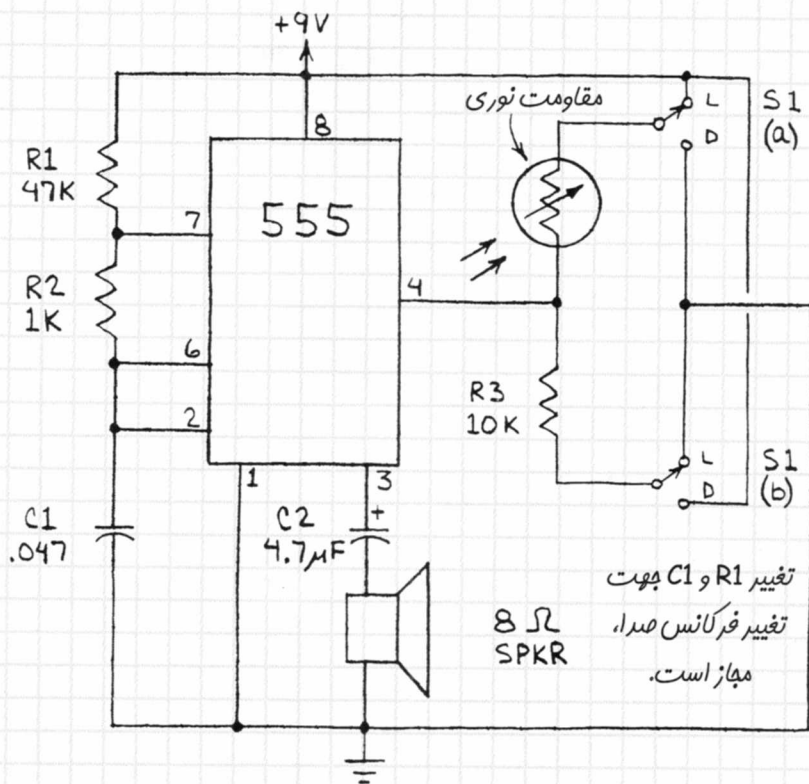 +9V
مقاومت نوری
L
S1
(a)
D
8
R1
47K
555
7
R2
1K
4
6
R3
10K
2
L
S1
(b)
D
1
3
C1
.047
C2
4.7µF
+
8 Ω
SPKR
تغییر R1 و C1 جهت
تغییر فرکانس صدا،
مجاز است.